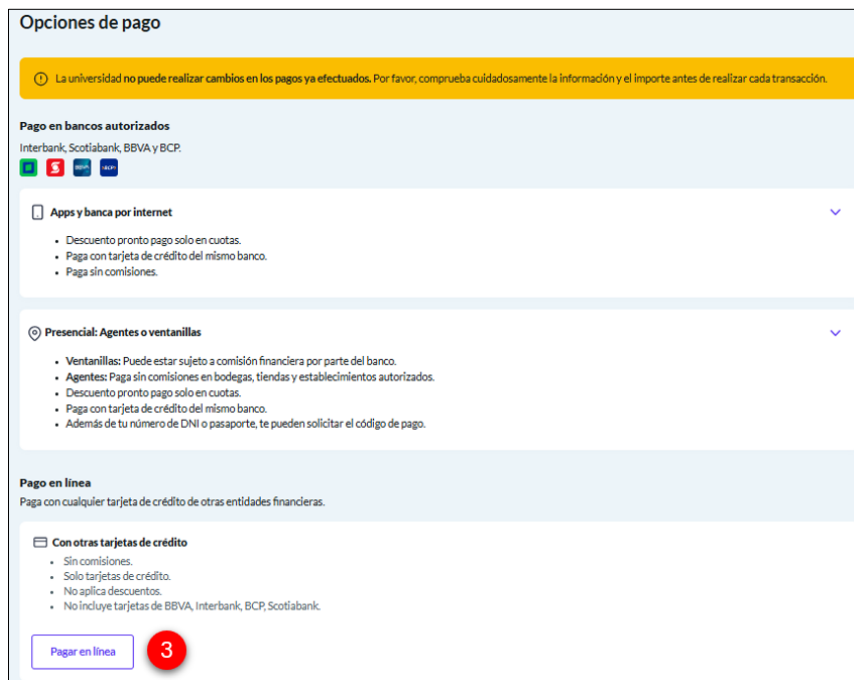 Opciones de pago
La universidad no puede realizar cambios en los pagos ya efectuados. Por favor, comprueba cuidadosamente la información y el importe antes de realizar cada transacción.
Pago en bancos autorizados
Interbank, Scotiabank, BBVA y BCP.
Apps y banca por internet
• Descuento pronto pago solo en cuotas.
• Paga con tarjeta de crédito del mismo banco.
• Paga sin comisiones.
Presencial: Agentes o ventanillas
• Ventanillas: Puede estar sujeto a comisión financiera por parte del banco.
• Agentes: Paga sin comisiones en bodegas, tiendas y establecimientos autorizados.
• Descuento pronto pago solo en cuotas.
• Paga con tarjeta de crédito del mismo banco.
• Además de tu número de DNI o pasaporte, te pueden solicitar el código de pago.
Pago en línea
Paga con cualquier tarjeta de crédito de otras entidades financieras.
Con otras tarjetas de crédito
• Sin comisiones.
• Solo tarjetas de crédito.
• No aplica descuentos.
• No incluye tarjetas de BBVA, Interbank, BCP, Scotiabank.
Pagar en línea
3